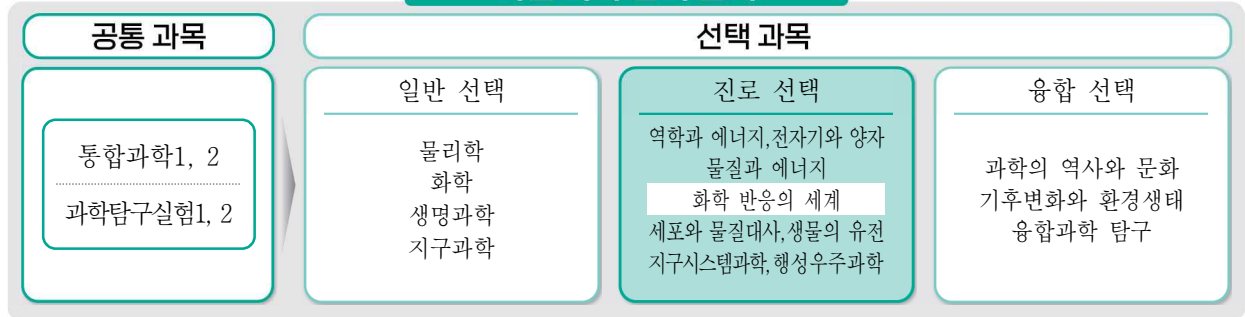 공통 과목
선택 과목
통합과학1, 2
과학탐구실험1, 2
일반 선택
물리학
화학
생명과학
지구과학
진로 선택
역학과 에너지,전자기와 양자
물질과 에너지
화학 반응의 세계
세포와 물질대사,생물의 유전
지구시스템과학,행성우주과학
융합 선택
과학의 역사와 문화
기후변화와 환경생태
융합과학 탐구